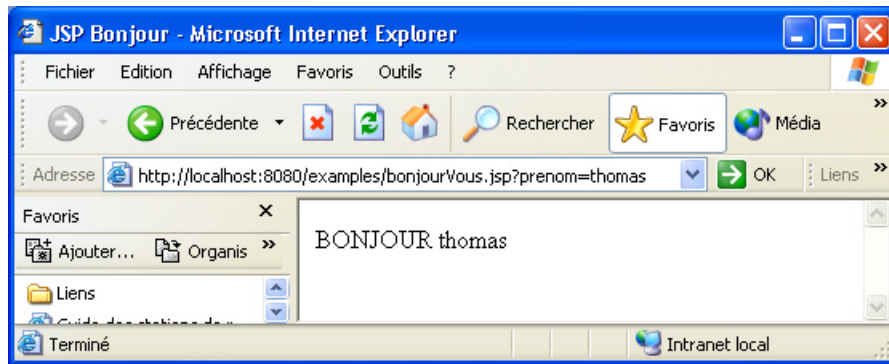 JSP Bonjour - Microsoft Internet Explorer
Fichier Edition Affichage Favoris Outils ?
Précédente Rechercher Favoris Média »
Adresse http://localhost:8080/examples/bonjourVous.jsp?prenom=thomas OK Liens »
Favoris
Ajouter... Organis »
BONJOUR thomas
Liens
Terminé Intranet local